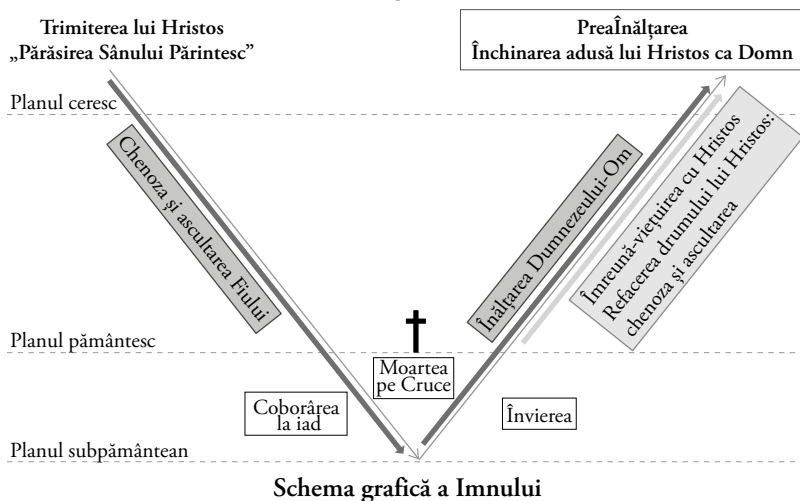 Trimiterea lui Hristos
„Părăsirea Sânului Părintesc”
PreaÎnălțarea
Închinarea adusă lui Hristos ca Domn
Planul ceresc
Chenoza și ascultarea Fiului
Înălțarea Dumnezeului-Om
Împreună-viețuirea cu Hristos
Refacerea drumului lui Hristos:
chenoza și ascultarea
Planul pământesc
Moartea
pe Cruce
Coborârea
la iad
Învierea
Planul subpământean
Schema grafică a Imnului